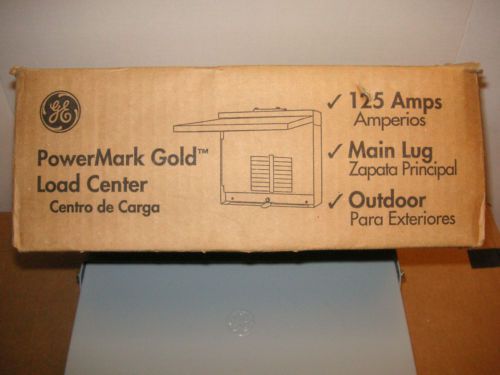 GE
PowerMark Gold™
Load Center
Centro de Carga
✓ 125 Amps
Amperios
✓ Main Lug
Zapata Principal
✓ Outdoor
Para Exteriores